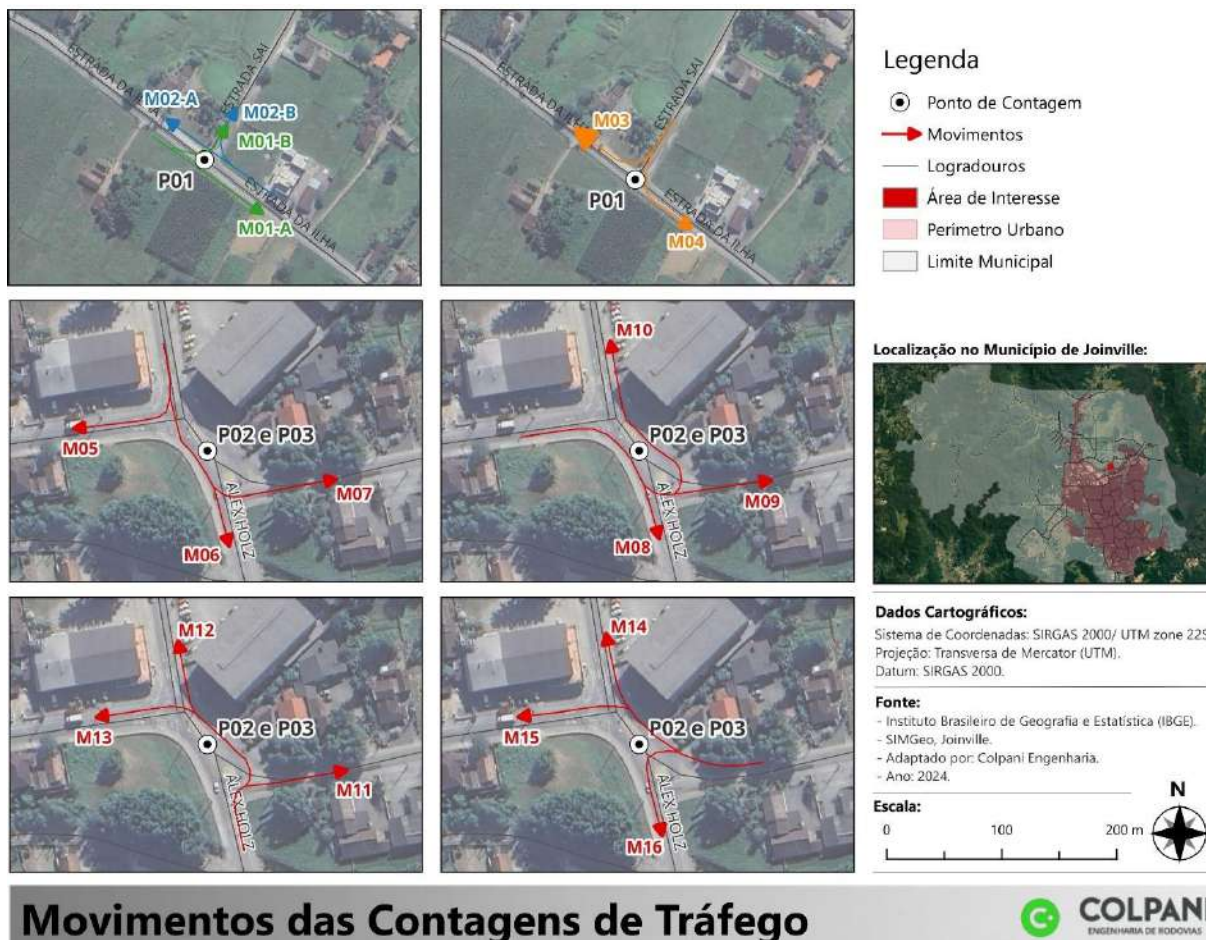 ESTRADA DA ILHA
ESTRADA SAÍ
M02-A
M02-B
M01-B
P01
ESTRADA DA ILHA
M01-A
ESTRADA DA ILHA
ESTRADA SAÍ
M03
P01
ESTRADA DA ILHA
M04
Legenda
Ponto de Contagem
Movimentos
Logradouros
Área de Interesse
Perímetro Urbano
Limite Municipal
M05
P02 e P03
M07
ALEX HOLZ
M06
M10
P02 e P03
M09
ALEX HOLZ
M08
Localização no Município de Joinville:
M12
P02 e P03
M13
M11
ALEX HOLZ
M14
P02 e P03
M15
ALEX HOLZ
M16
Dados Cartográficos:
Sistema de Coordenadas: SIRGAS 2000/ UTM zone 22S
Projeção: Transversa de Mercator (UTM).
Datum: SIRGAS 2000.
Fonte:
- Instituto Brasileiro de Geografia e Estatística (IBGE).
- SIMGeo, Joinville.
- Adaptado por: Colpani Engenharia.
- Ano: 2024.
Escala:
0 100 200 m
N
Movimentos das Contagens de Tráfego
COLPANI
ENGENHARIA DE RODOVIAS